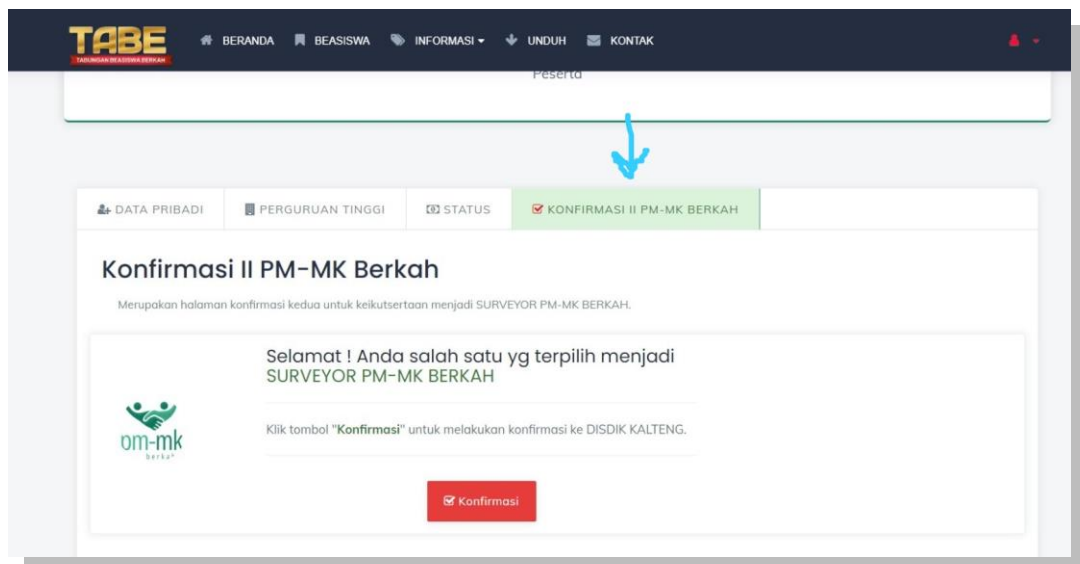 TABE
TABUNGAN BEASISWA BERKAH
BERANDA BEASISWA INFORMASI UNDUH KONTAK
Peserta
DATA PRIBADI PERGURUAN TINGGI STATUS KONFIRMASI II PM-MK BERKAH
Konfirmasi II PM-MK Berkah
Merupakan halaman konfirmasi kedua untuk keikutsertaan menjadi SURVEYOR PM-MK BERKAH.
Selamat ! Anda salah satu yg terpilih menjadi
SURVEYOR PM-MK BERKAH
pm-mk
berkah
Klik tombol "Konfirmasi" untuk melakukan konfirmasi ke DISDIK KALTENG.
Konfirmasi